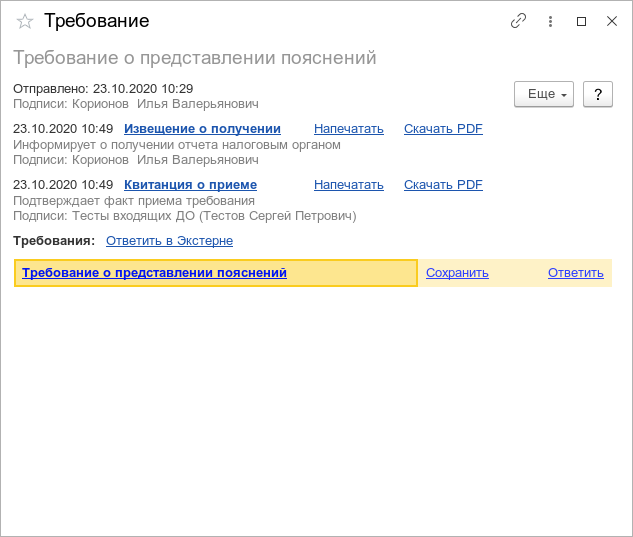 Требование
Требование о представлении пояснений
Отправлено: 23.10.2020 10:29
Еще
?
Подписи: Корионов Илья Валерьянович
23.10.2020 10:49 Извещение о получении Напечатать Скачать PDF
Информирует о получении отчета налоговым органом
Подписи: Корионов Илья Валерьянович
23.10.2020 10:49 Квитанция о приеме Напечатать Скачать PDF
Подтверждает факт приема требования
Подписи: Тесты входящих ДО (Тестов Сергей Петрович)
Требования: Ответить в Экстерне
Требование о представлении пояснений Сохранить Ответить